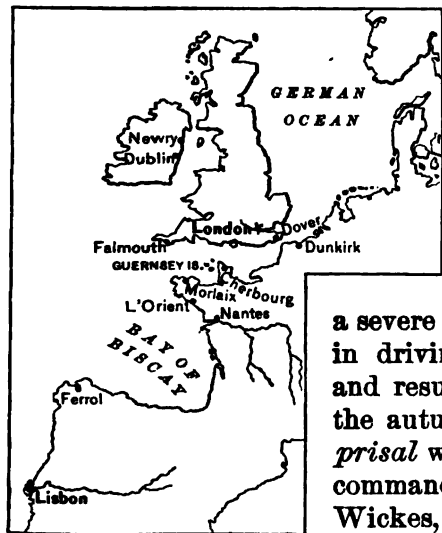 GERMAN
OCEAN
Newry
Dublin
London
Dover
Falmouth
Dunkirk
GUERNSEY IS.
Cherbourg
Morlaix
L'Orient
Nantes
BAY OF
BISCAY
Ferrol
Lisbon
a severe
in drivin
and resu
the autu
prisal w
command
Wickes,